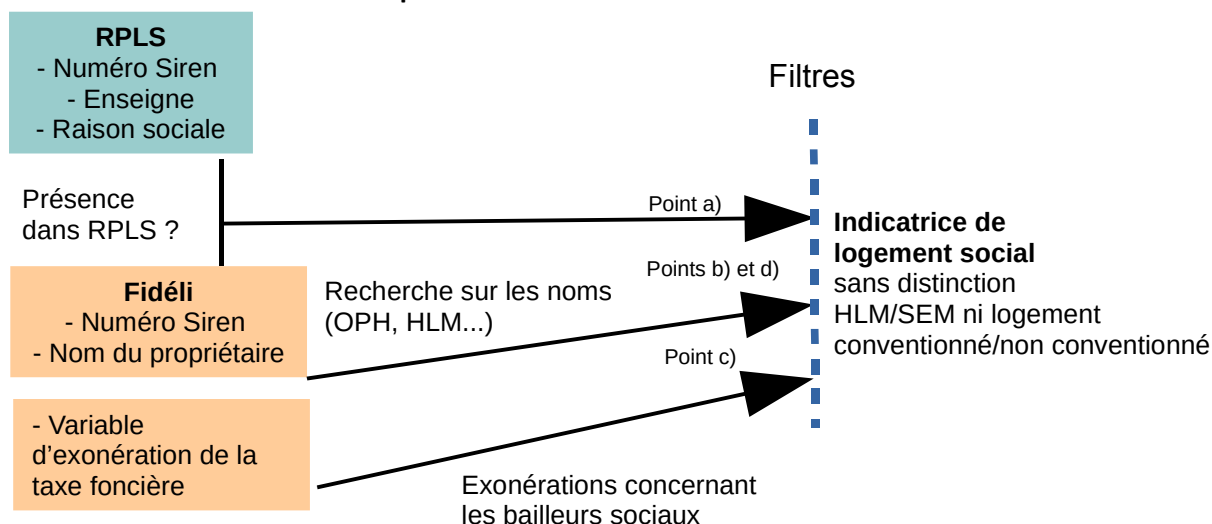 RPLS
- Numéro Siren
- Enseigne
- Raison sociale
Filtres
Présence
dans RPLS ?
Point a)
Indicatrice de
logement social
sans distinction
HLM/SEM ni logement
conventionné/non conventionné
Points b) et d)
Fidéli
- Numéro Siren
- Nom du propriétaire
Recherche sur les noms
(OPH, HLM...)
Point c)
- Variable
d'exonération de la
taxe foncière
Exonérations concernant
les bailleurs sociaux